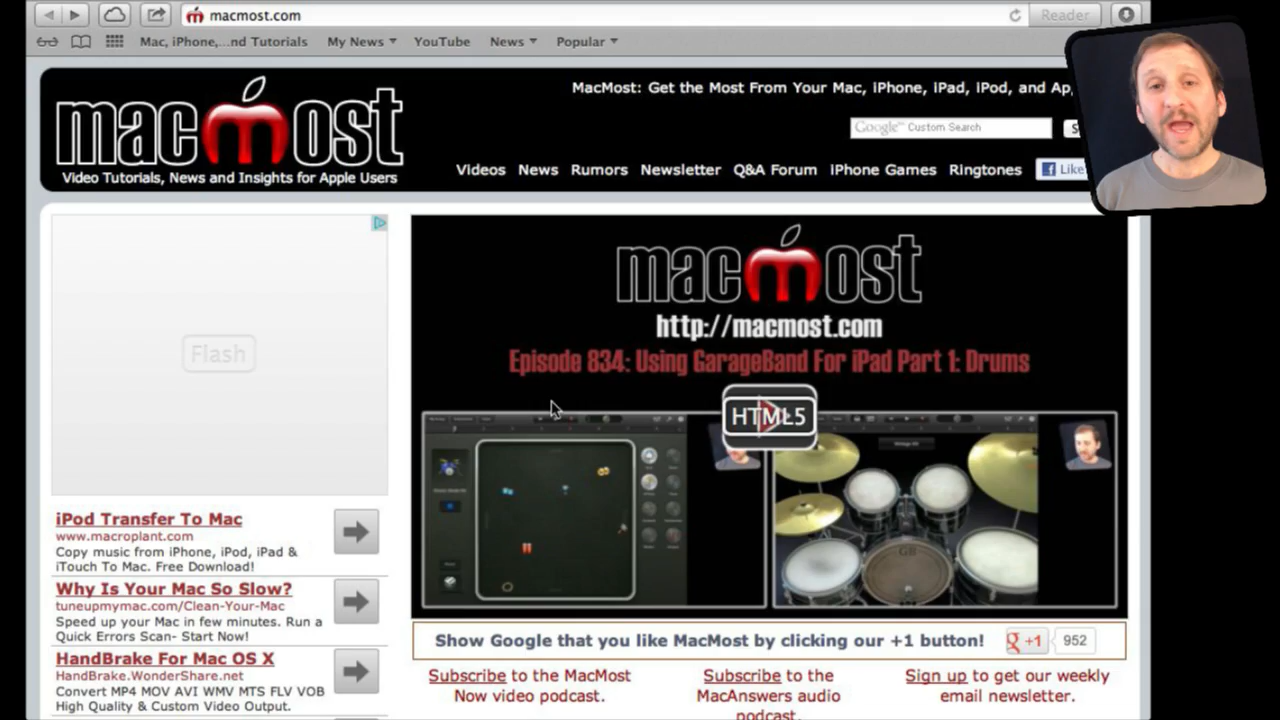 macmost.com
Reader
Mac, iPhone,...nd Tutorials
My News
YouTube
News
Popular
MacMost: Get the Most From Your Mac, iPhone, iPad, iPod, and Ap
macmost
Video Tutorials, News and Insights for Apple Users
Google™ Custom Search
S
Videos
News
Rumors
Newsletter
Q&A Forum
iPhone Games
Ringtones
Like
Flash
macmost
http://macmost.com
Episode 834: Using GarageBand For iPad Part 1: Drums
HTML5
iPod Transfer To Mac
www.macroplant.com
Copy music from iPhone, iPod, iPad &
iTouch To Mac. Free Download!
Why Is Your Mac So Slow?
tuneupmymac.com/Clean-Your-Mac
Speed up your Mac in few minutes. Run a
Quick Errors Scan- Start Now!
HandBrake For Mac OS X
HandBrake.WonderShare.net
Convert MP4 MOV AVI WMV MTS FLV VOB
High Quality & Custom Video Output.
Show Google that you like MacMost by clicking our +1 button!
g +1
952
Subscribe to the MacMost
Now video podcast.
Subscribe to the
MacAnswers audio
podcast.
Sign up to get our weekly
email newsletter.